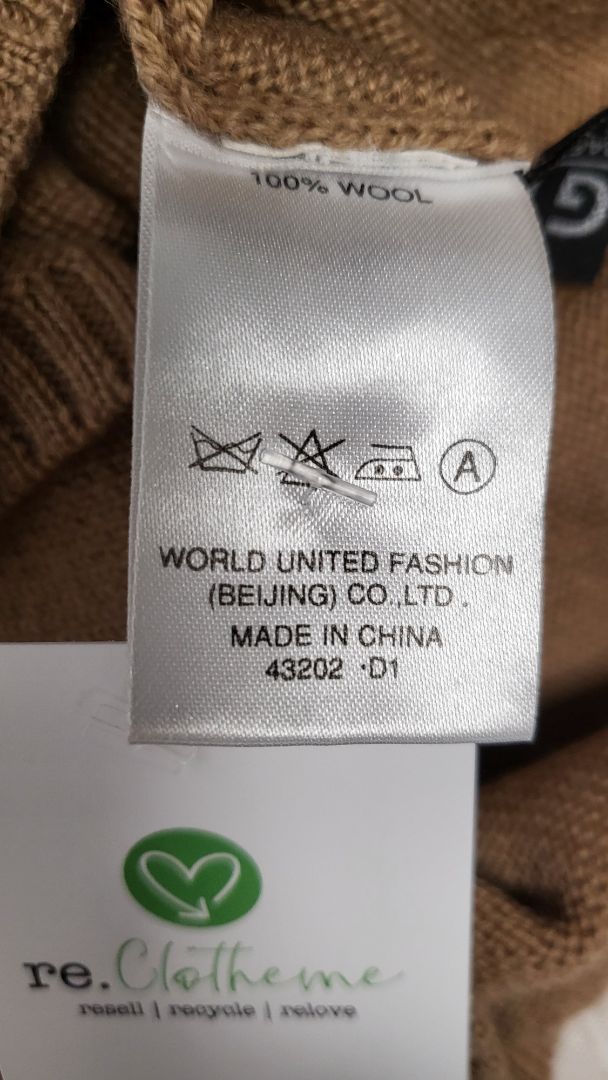 100% WOOL
G
A
WORLD UNITED FASHION
(BEIJING) CO.,LTD.
MADE IN CHINA
43202 ·D1
re.Clotheme
resell | recycle | relove